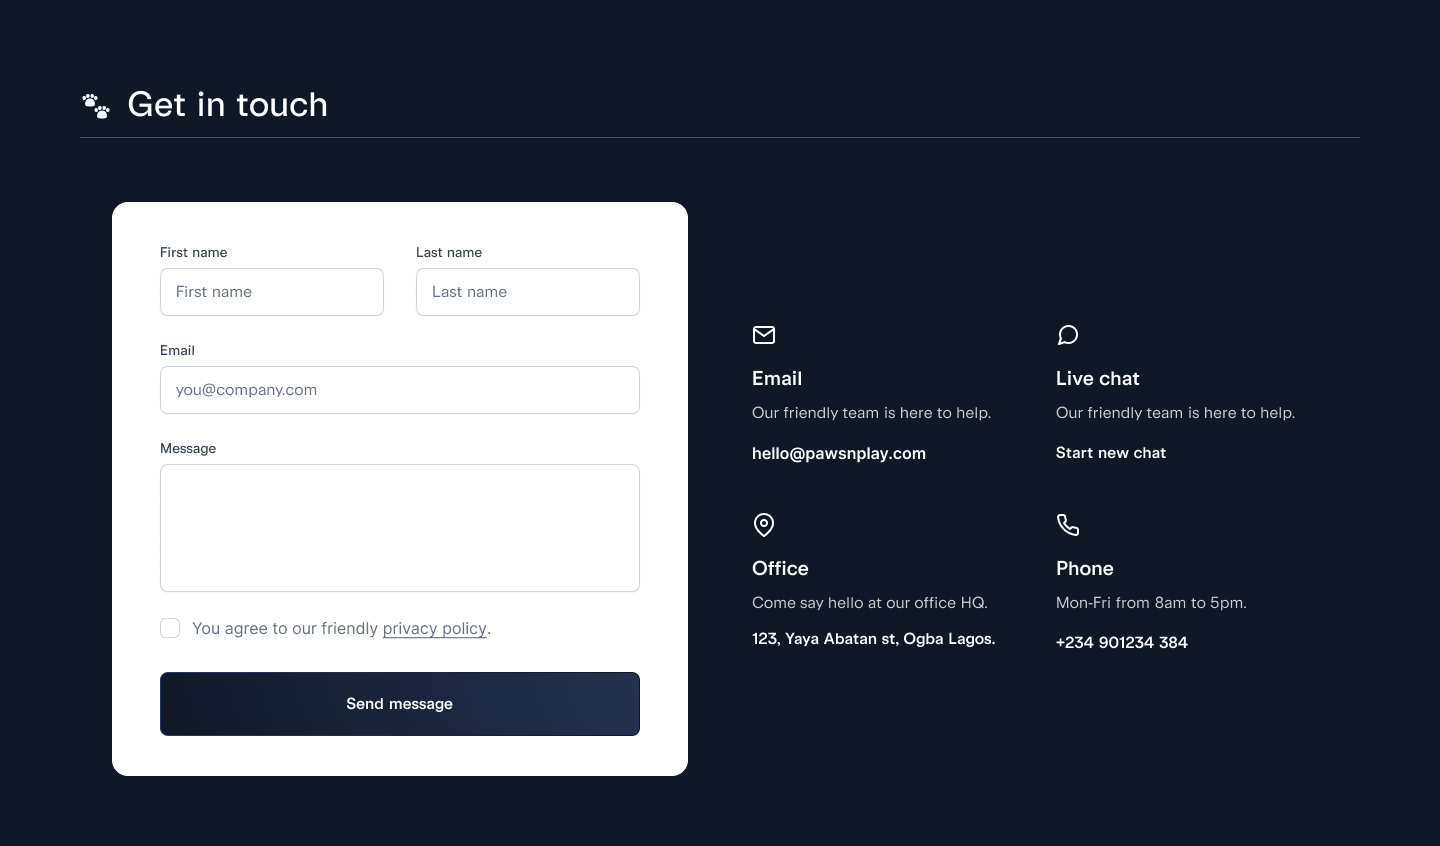 Get in touch
First name
Last name
First name
Last name
Email
you@company.com
Message
You agree to our friendly privacy policy.
Send message
Email
Our friendly team is here to help.
hello@pawsnplay.com
Live chat
Our friendly team is here to help.
Start new chat
Office
Come say hello at our office HQ.
123, Yaya Abatan st, Ogba Lagos.
Phone
Mon-Fri from 8am to 5pm.
+234 901234 384